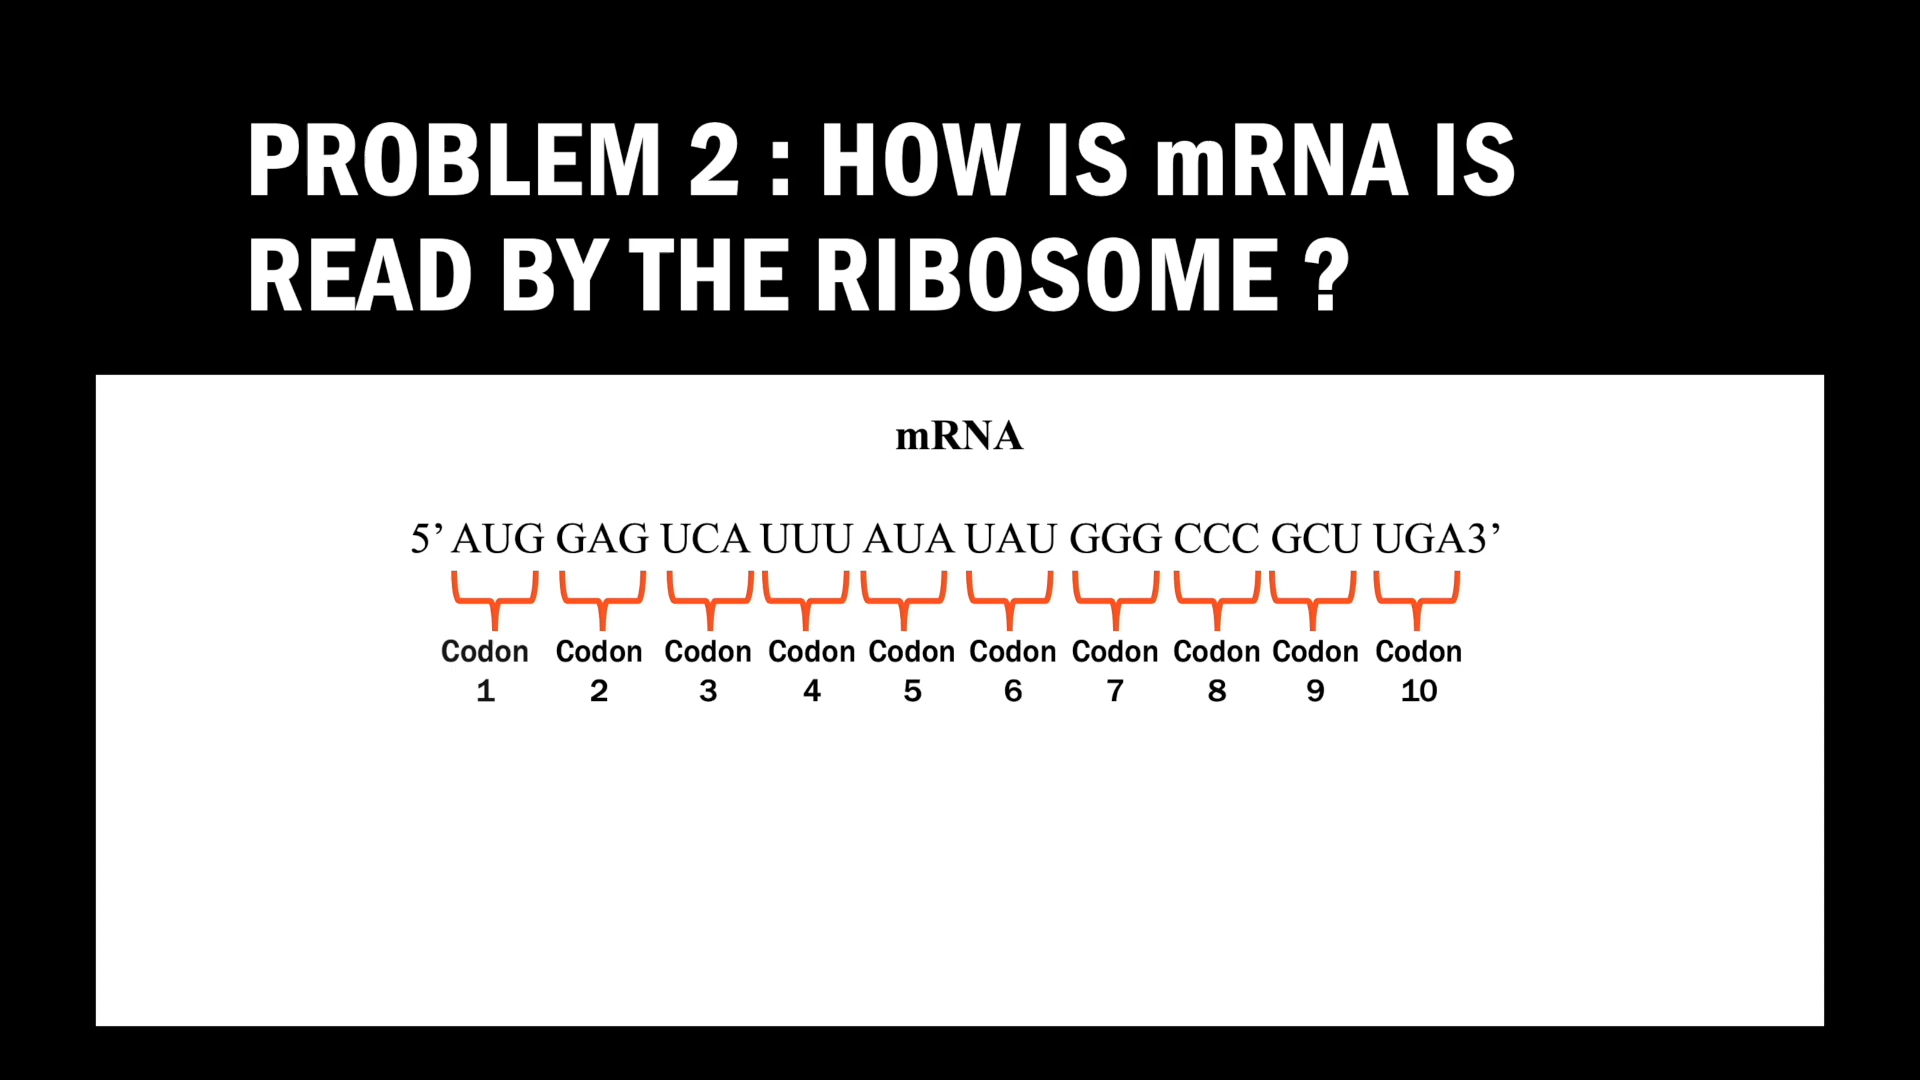 PROBLEM 2 : HOW IS mRNA IS
READ BY THE RIBOSOME ?
mRNA
5’ AUG GAG UCA UUU AUA UAU GGG CCC GCU UGA3’
Codon Codon Codon Codon Codon Codon Codon Codon Codon Codon
1 2 3 4 5 6 7 8 9 10